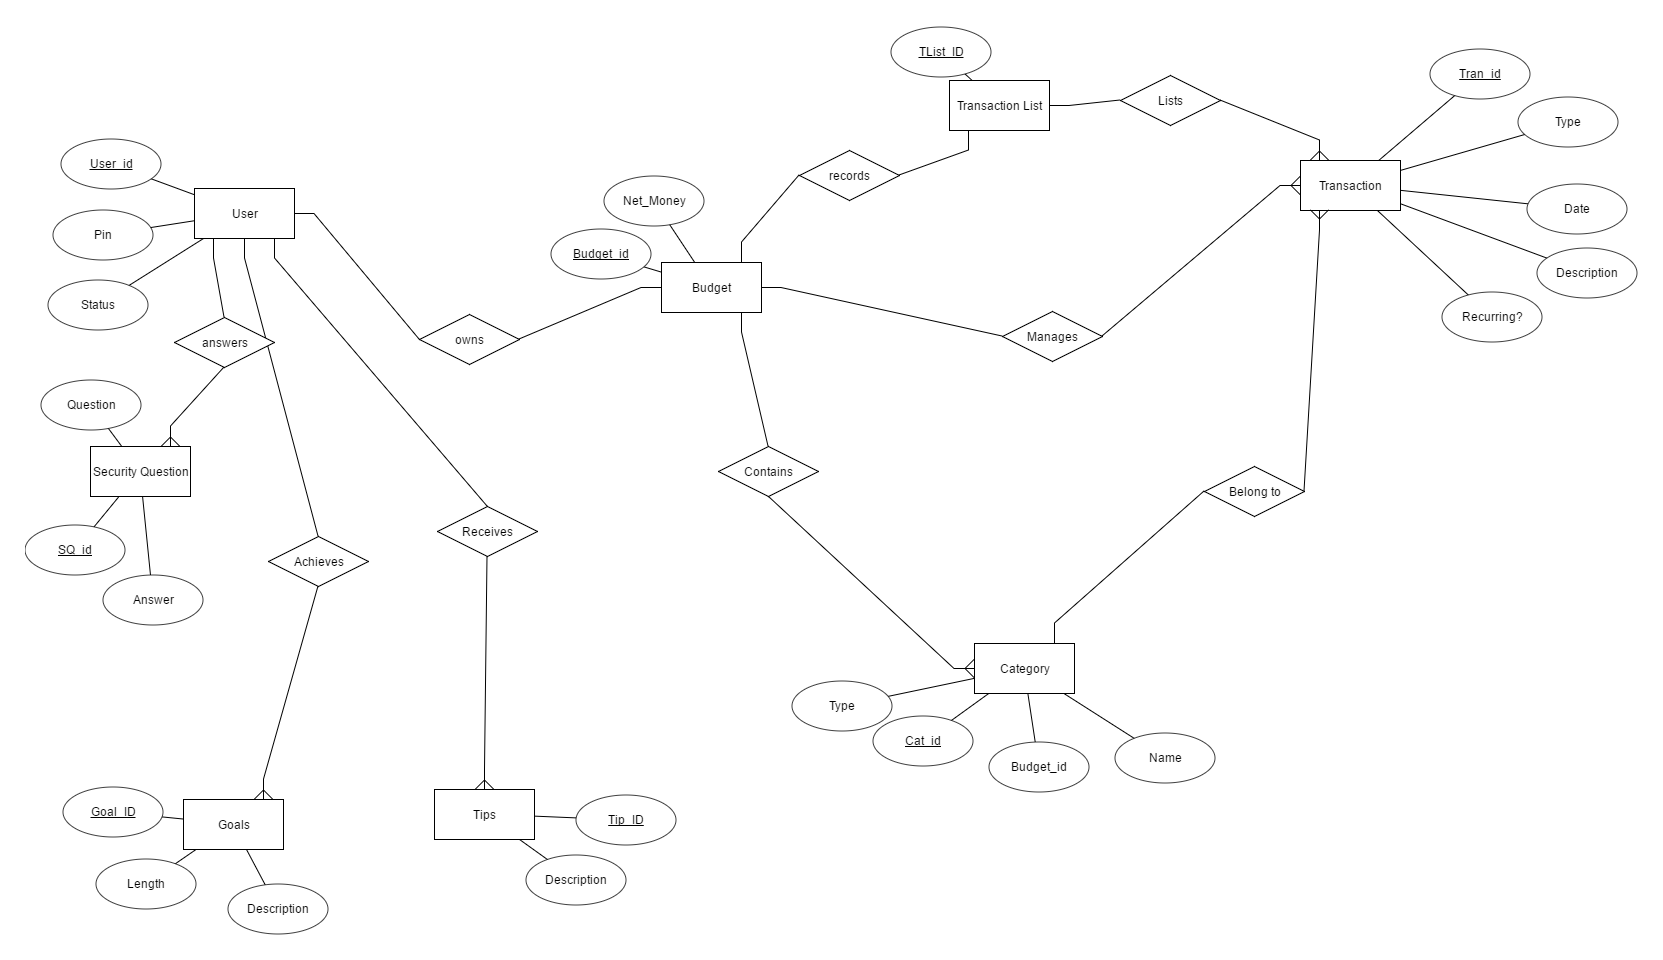 TList_ID
Transaction List
Lists
Tran_id
Type
Date
Description
Recurring?
Transaction
records
User_id
Pin
Status
User
Net_Money
Budget_id
Budget
owns
Manages
answers
Question
Security Question
SQ_id
Answer
Contains
Belong to
Receives
Achieves
Category
Type
Cat_id
Budget_id
Name
Goal_ID
Goals
Length
Description
Tips
Tip_ID
Description